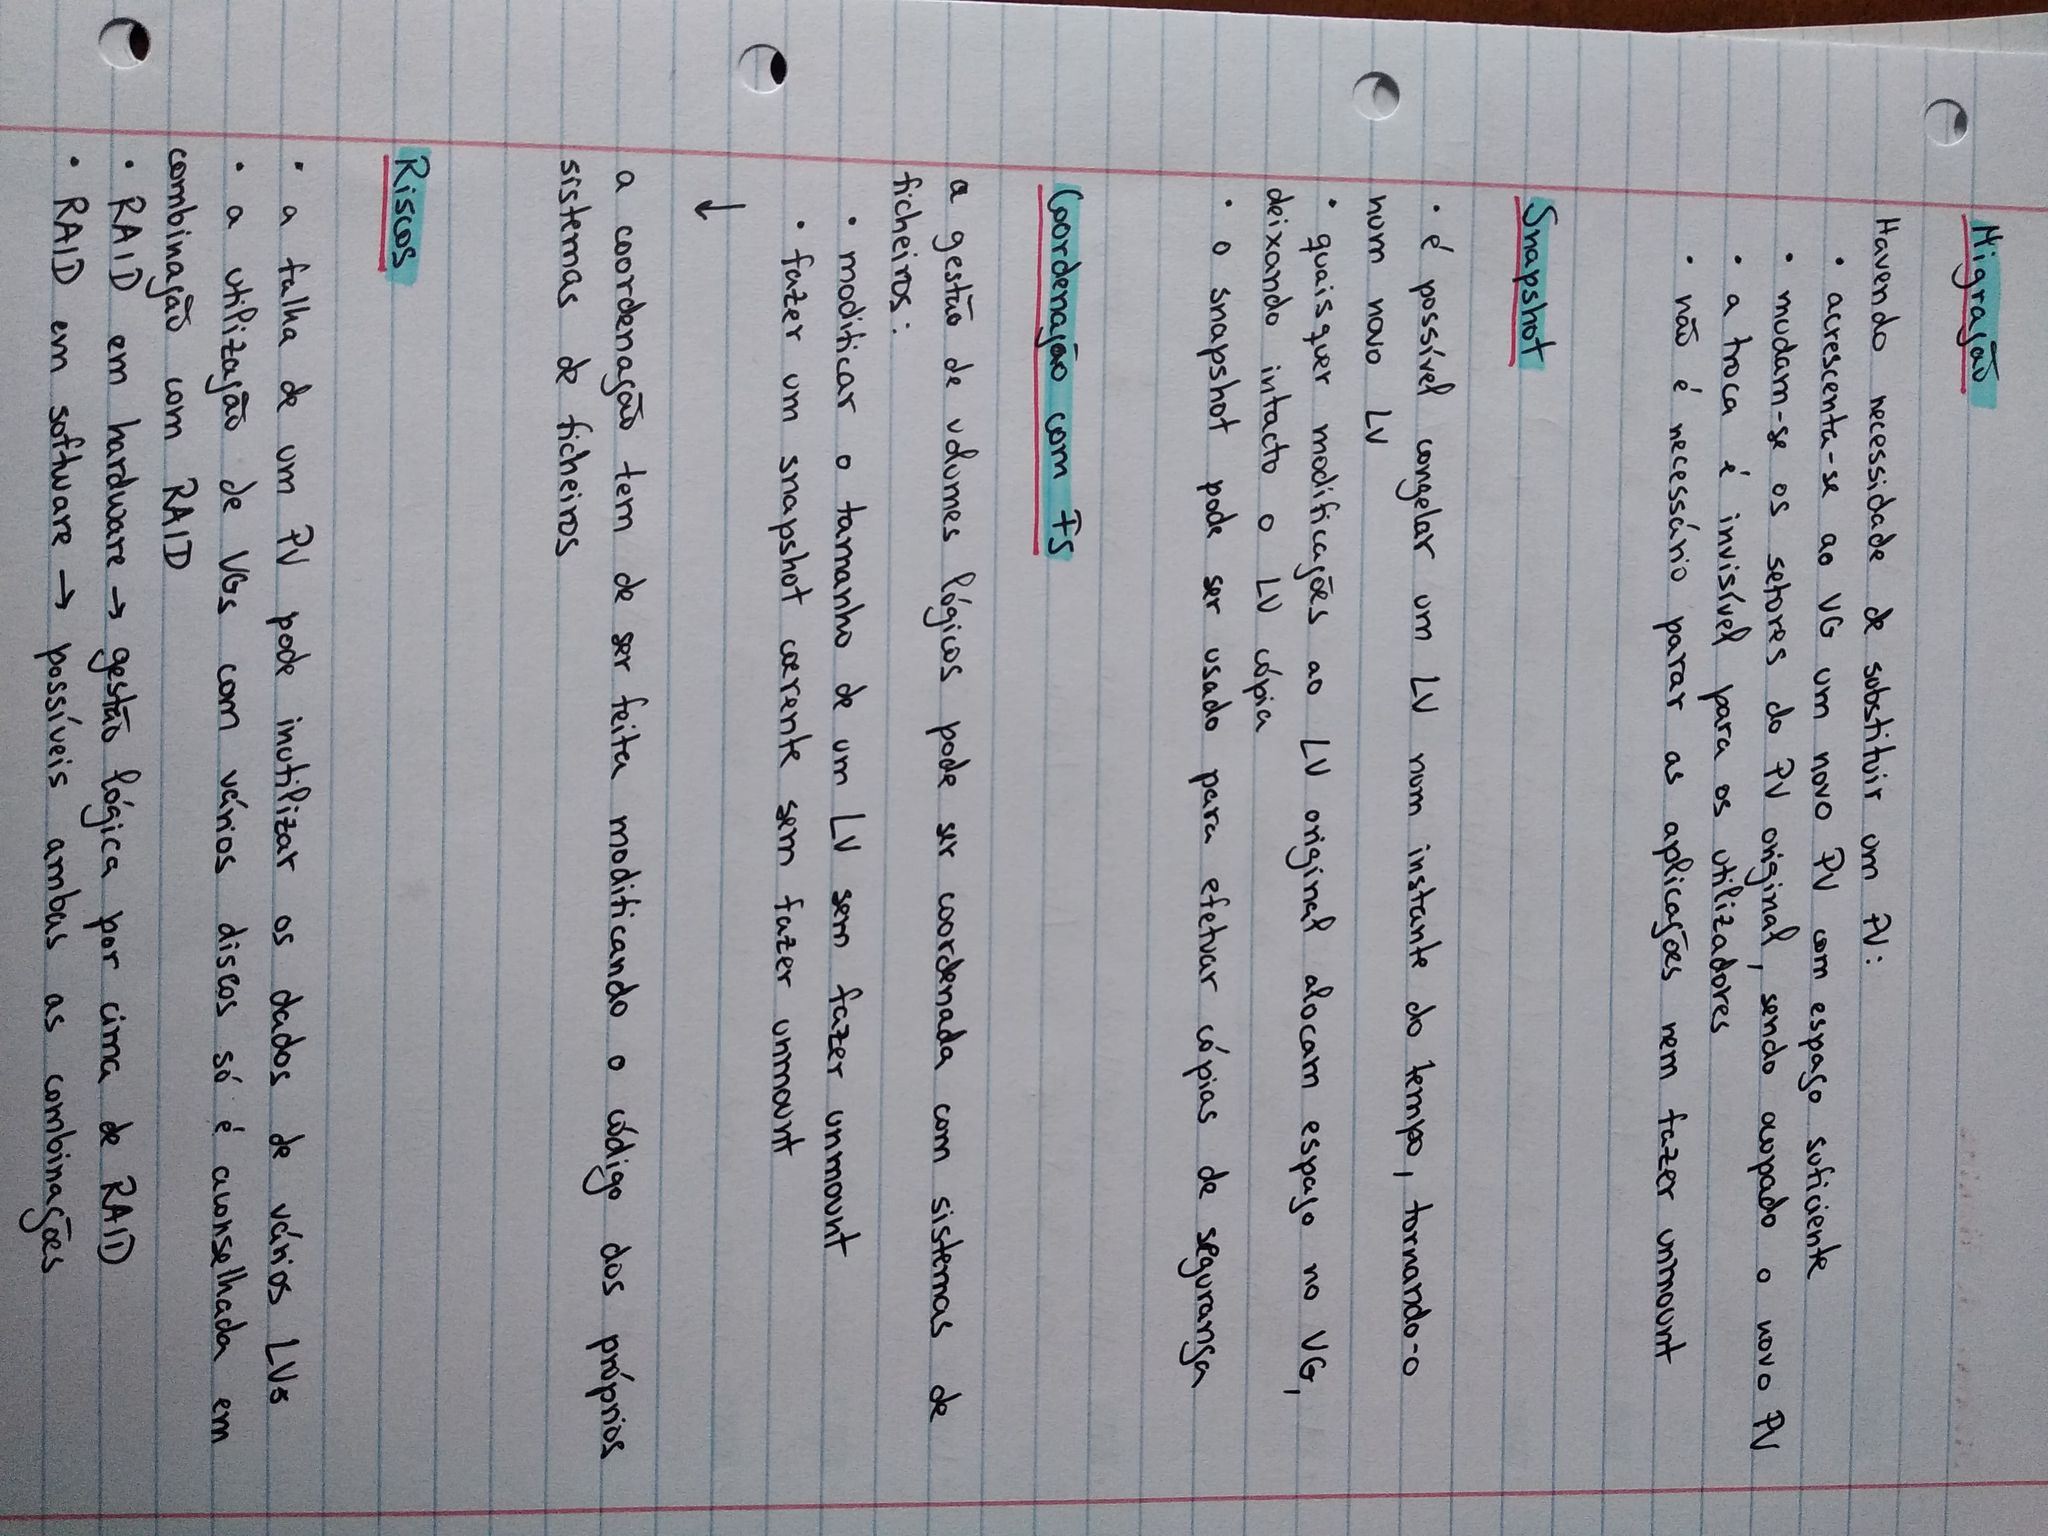 Migração
Havendo necessidade de substituir um PV:
• acrescenta-se ao VG um novo PV com espaço suficiente
• mudam-se os setores do PV original, sendo ocupado o novo PV
• a troca é invisível para os utilizadores
• não é necessário parar as aplicações nem fazer unmount
Snapshot
• é possível congelar um LV num instante do tempo, tornando-o
num novo LV
• quaisquer modificações ao LV original alocam espaço no VG,
deixando intacto o LV cópia
• o snapshot pode ser usado para efetuar cópias de segurança
Coordenação com FS
a gestão de volumes lógicos pode ser coordenada com sistemas de
ficheiros:
• modificar o tamanho de um LV sem fazer unmount
• fazer um snapshot coerente sem fazer unmount
↓
a coordenação tem de ser feita modificando o código dos próprios
sistemas de ficheiros
Riscos
• a falha de um PV pode inutilizar os dados de vários LVs
• a utilização de VGs com vários discos só é aconselhada em
combinação com RAID
• RAID em hardware → gestão lógica por cima de RAID
• RAID em software → possíveis ambas as combinações